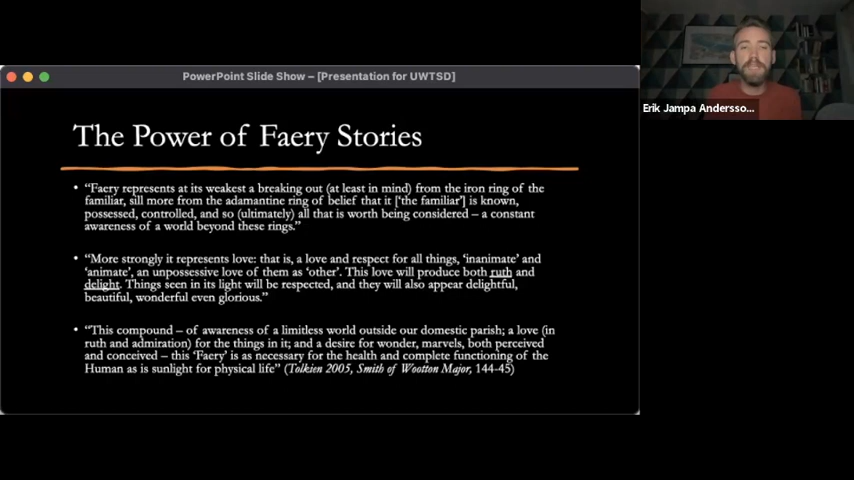 PowerPoint Slide Show – [Presentation for UWTSD]
Erik Jampa Andersso...
The Power of Faery Stories
• “Faery represents at its weakest a breaking out (at least in mind) from the iron ring of the
familiar, sill more from the adamantine ring of belief that it [‘the familiar’] is known,
possessed, controlled, and so (ultimately) all that is worth being considered – a constant
awareness of a world beyond these rings.”
• “More strongly it represents love: that is, a love and respect for all things, ‘inanimate’ and
‘animate’, an unpossessive love of them as ‘other’. This love will produce both ruth and
delight. Things seen in its light will be respected, and they will also appear delightful,
beautiful, wonderful even glorious.”
• “This compound – of awareness of a limitless world outside our domestic parish; a love (in
ruth and admiration) for the things in it; and a desire for wonder, marvels, both perceived
and conceived – this ‘Faery’ is as necessary for the health and complete functioning of the
Human as is sunlight for physical life” (Tolkien 2005, Smith of Wootton Major, 144-45)